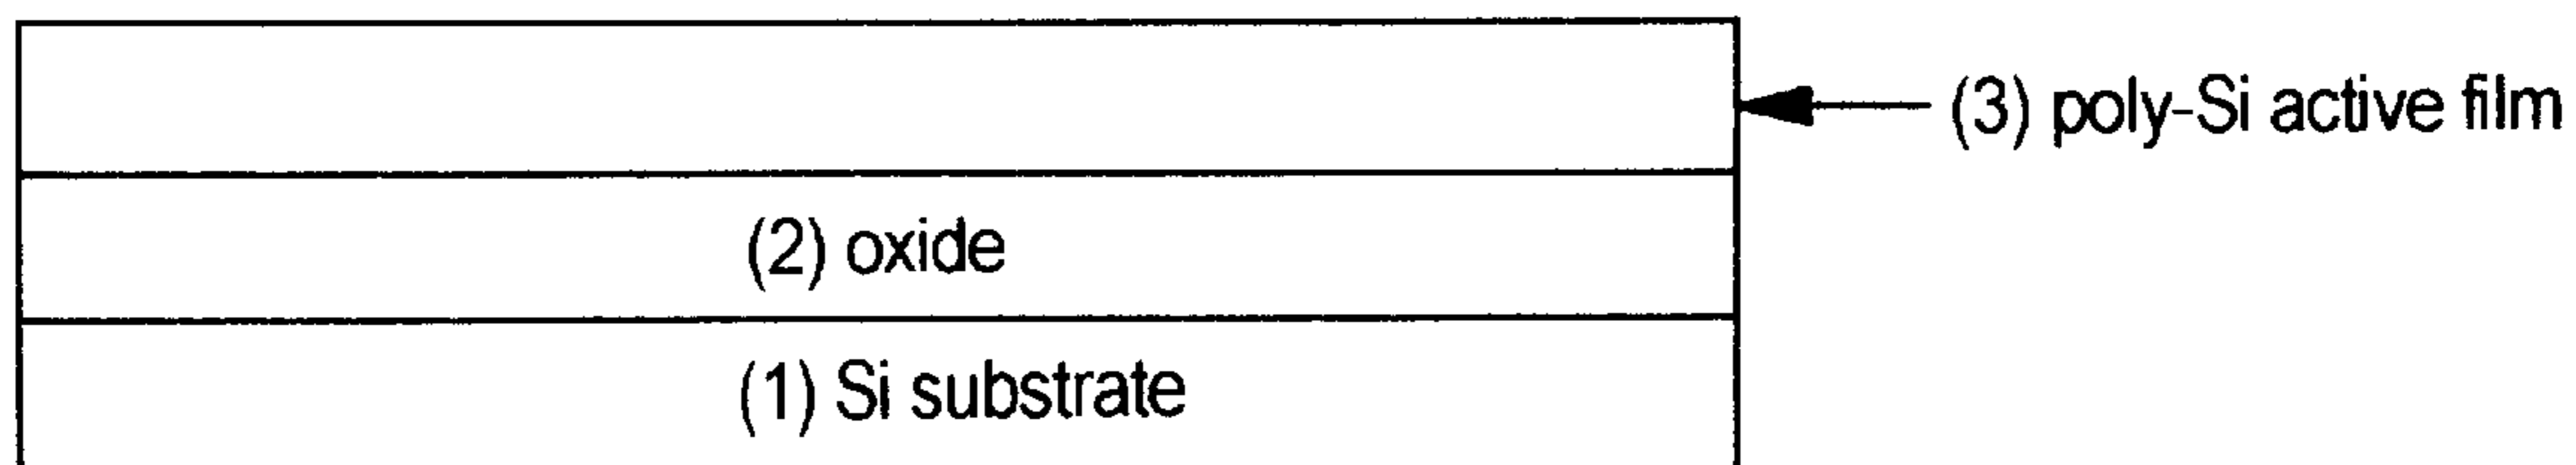 (3) poly-Si active film
(2) oxide
(1) Si substrate